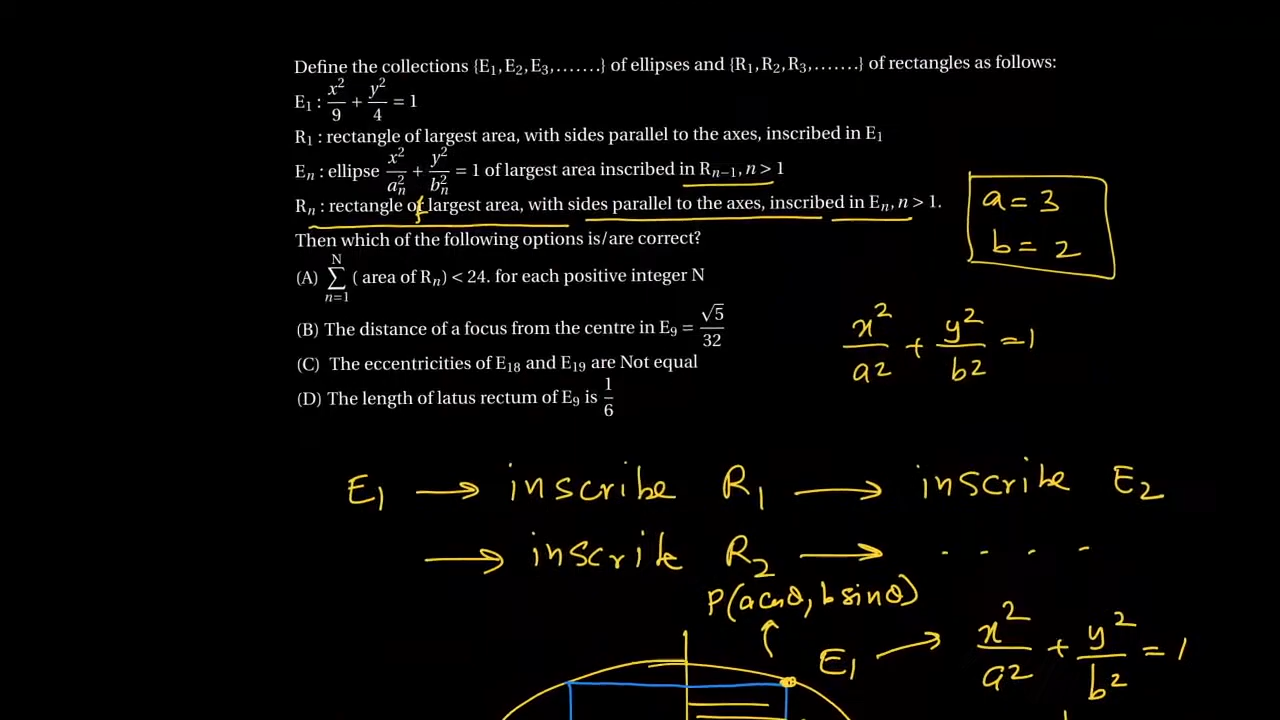 Define the collections {E₁, E₂, E₃, .......} of ellipses and {R₁, R₂, R₃, .......} of rectangles as follows:
E₁ : x²/9 + y²/4 = 1
R₁ : rectangle of largest area, with sides parallel to the axes, inscribed in E₁
Eₙ : ellipse x²/aₙ² + y²/bₙ² = 1 of largest area inscribed in Rₙ₋₁, n > 1
Rₙ : rectangle of largest area, with sides parallel to the axes, inscribed in Eₙ, n > 1.
Then which of the following options is/are correct?
(A) ∑ₙ₌₁ᴺ ( area of Rₙ) < 24. for each positive integer N
(B) The distance of a focus from the centre in E₉ = √5/32
(C) The eccentricities of E₁₈ and E₁₉ are Not equal
(D) The length of latus rectum of E₉ is 1/6
a = 3
b = 2
x²/a² + y²/b² = 1
E₁ → inscribe R₁ → inscribe E₂
→ inscribe R₂ → . . . .
P(a cosθ, b sinθ)
E₁ → x²/a² + y²/b² = 1